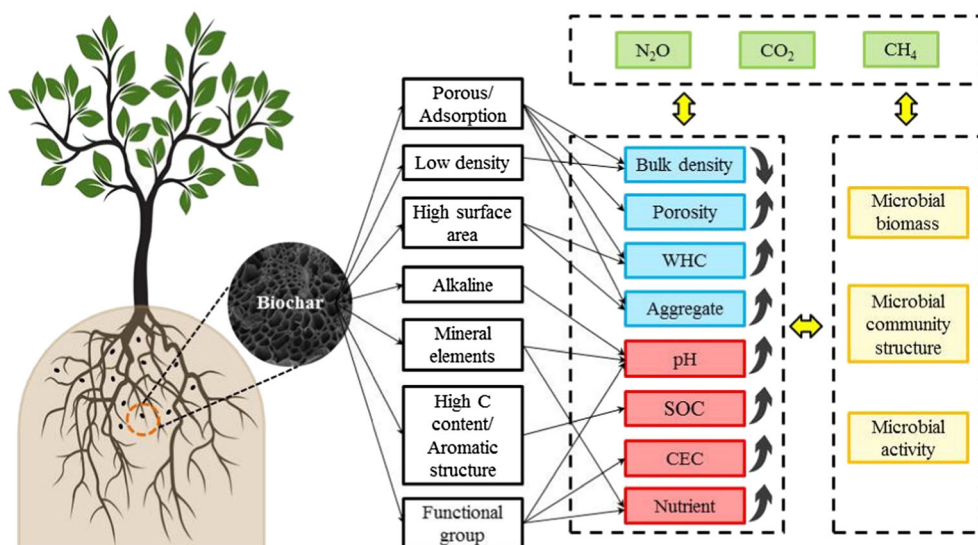 N₂O
CO₂
CH₄
Biochar
Porous/
Adsorption
Low density
High surface
area
Alkaline
Mineral
elements
High C
content/
Aromatic
structure
Functional
group
Bulk density
Porosity
WHC
Aggregate
pH
SOC
CEC
Nutrient
Microbial
biomass
Microbial
community
structure
Microbial
activity